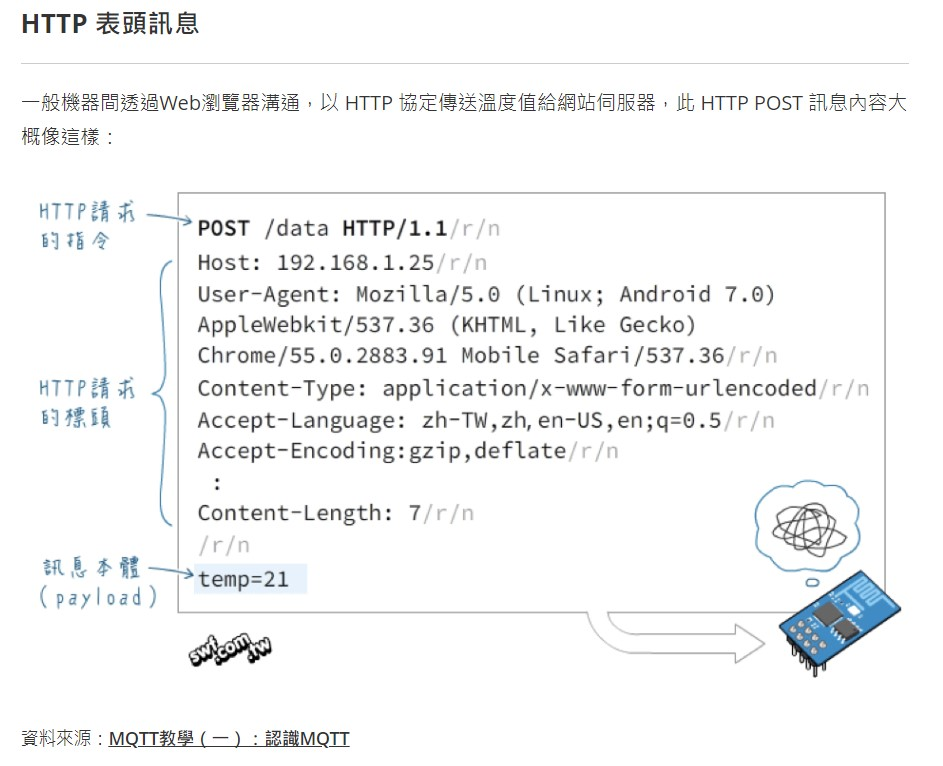 HTTP 表頭訊息
一般機器間透過Web瀏覽器溝通，以 HTTP 協定傳送溫度值給網站伺服器，此 HTTP POST 訊息內容大
概像這樣：
HTTP請求
的指令
POST /data HTTP/1.1/r/n
Host: 192.168.1.25/r/n
User-Agent: Mozilla/5.0 (Linux; Android 7.0)
AppleWebkit/537.36 (KHTML, Like Gecko)
Chrome/55.0.2883.91 Mobile Safari/537.36/r/n
HTTP請求
的標頭
Content-Type: application/x-www-form-urlencoded/r/n
Accept-Language: zh-TW,zh,en-US,en;q=0.5/r/n
Accept-Encoding:gzip,deflate/r/n
:
Content-Length: 7/r/n
/r/n
訊息本體
(payload)
temp=21
swf.com.tw
資料來源：MQTT教學（一）：認識MQTT